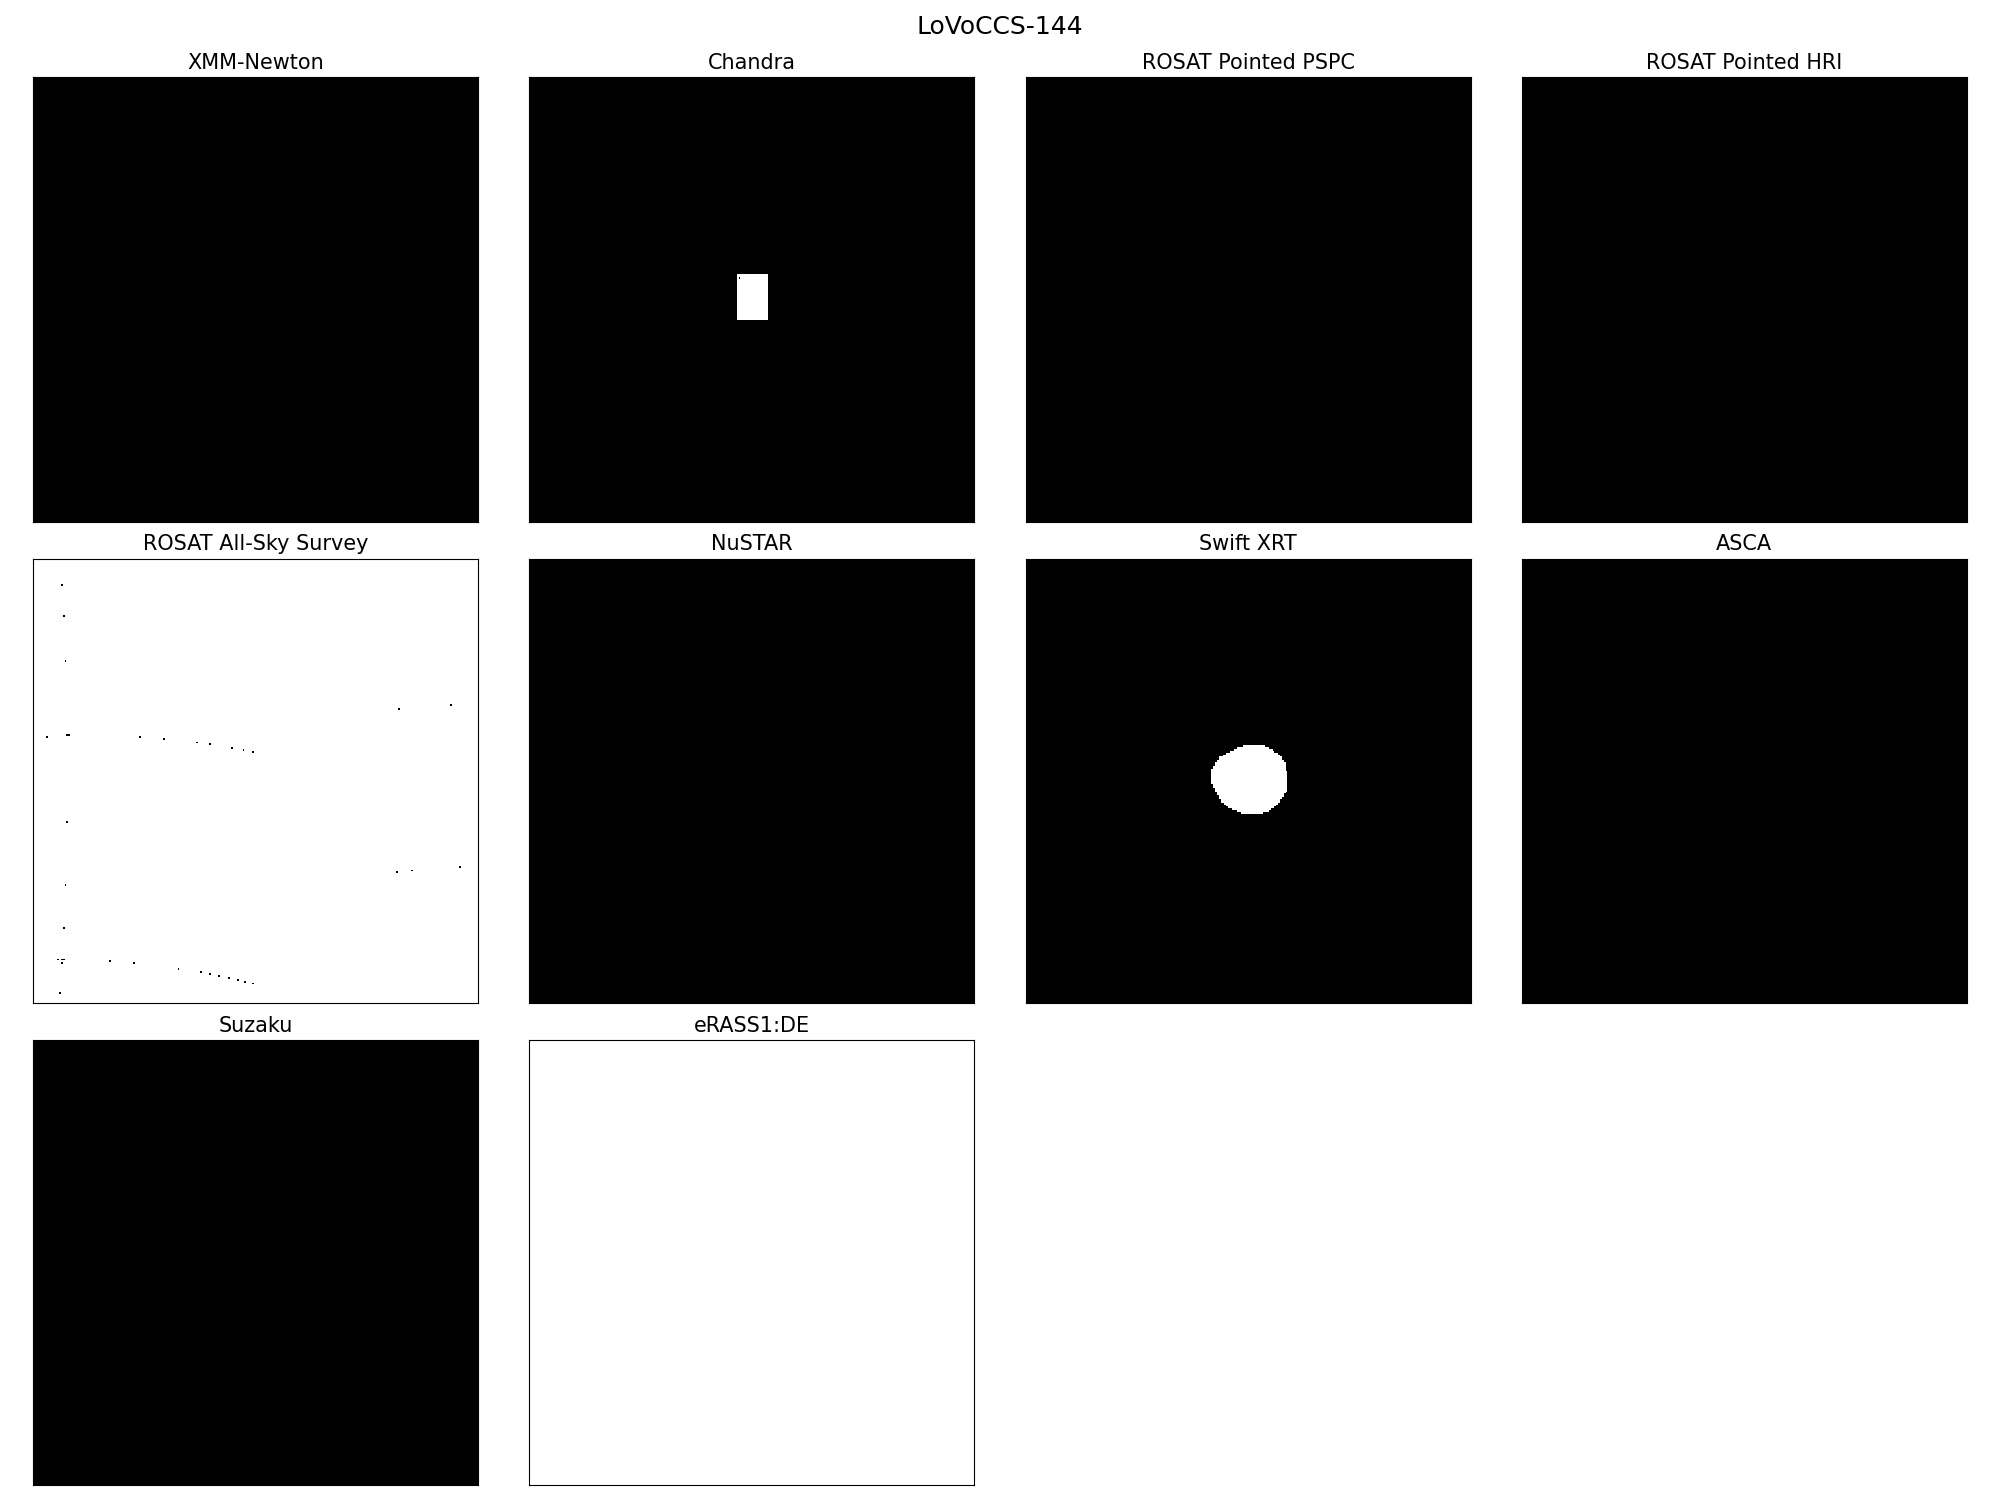 LoVoCCS-144
XMM-Newton
Chandra
ROSAT Pointed PSPC
ROSAT Pointed HRI
ROSAT All-Sky Survey
NuSTAR
Swift XRT
ASCA
Suzaku
eRASS1:DE